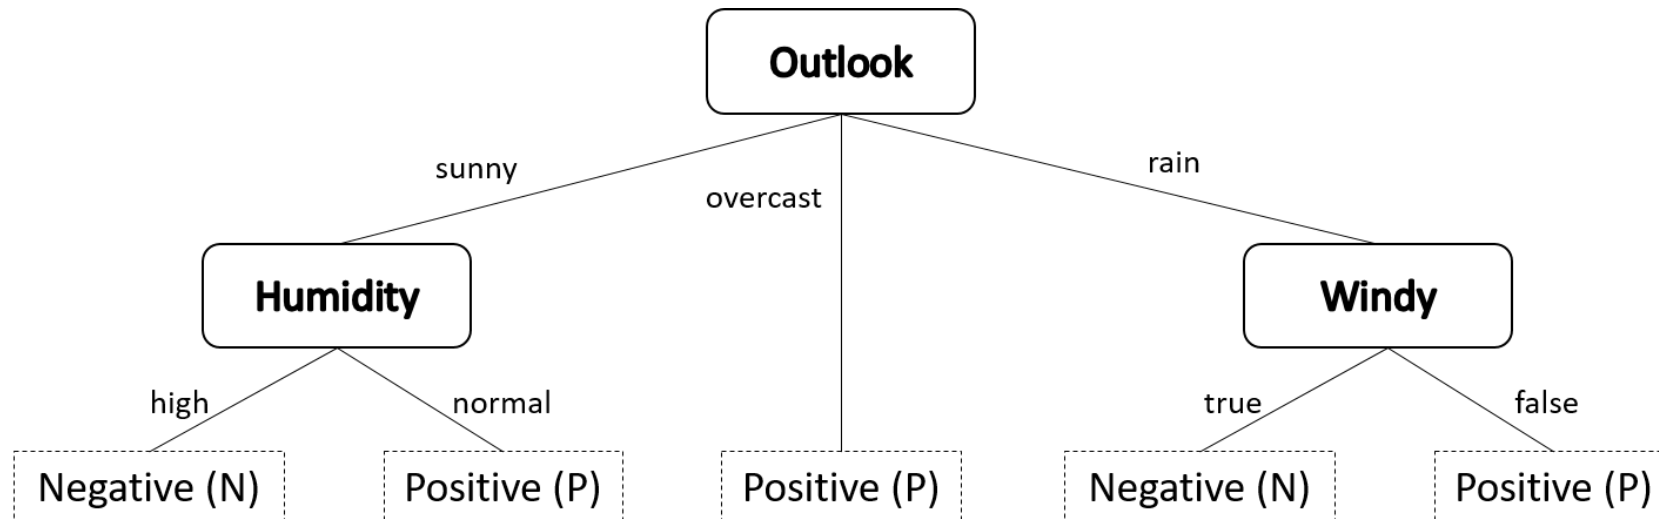 Outlook
sunny
overcast
rain
Humidity
Windy
high
normal
true
false
Negative (N)
Positive (P)
Positive (P)
Negative (N)
Positive (P)